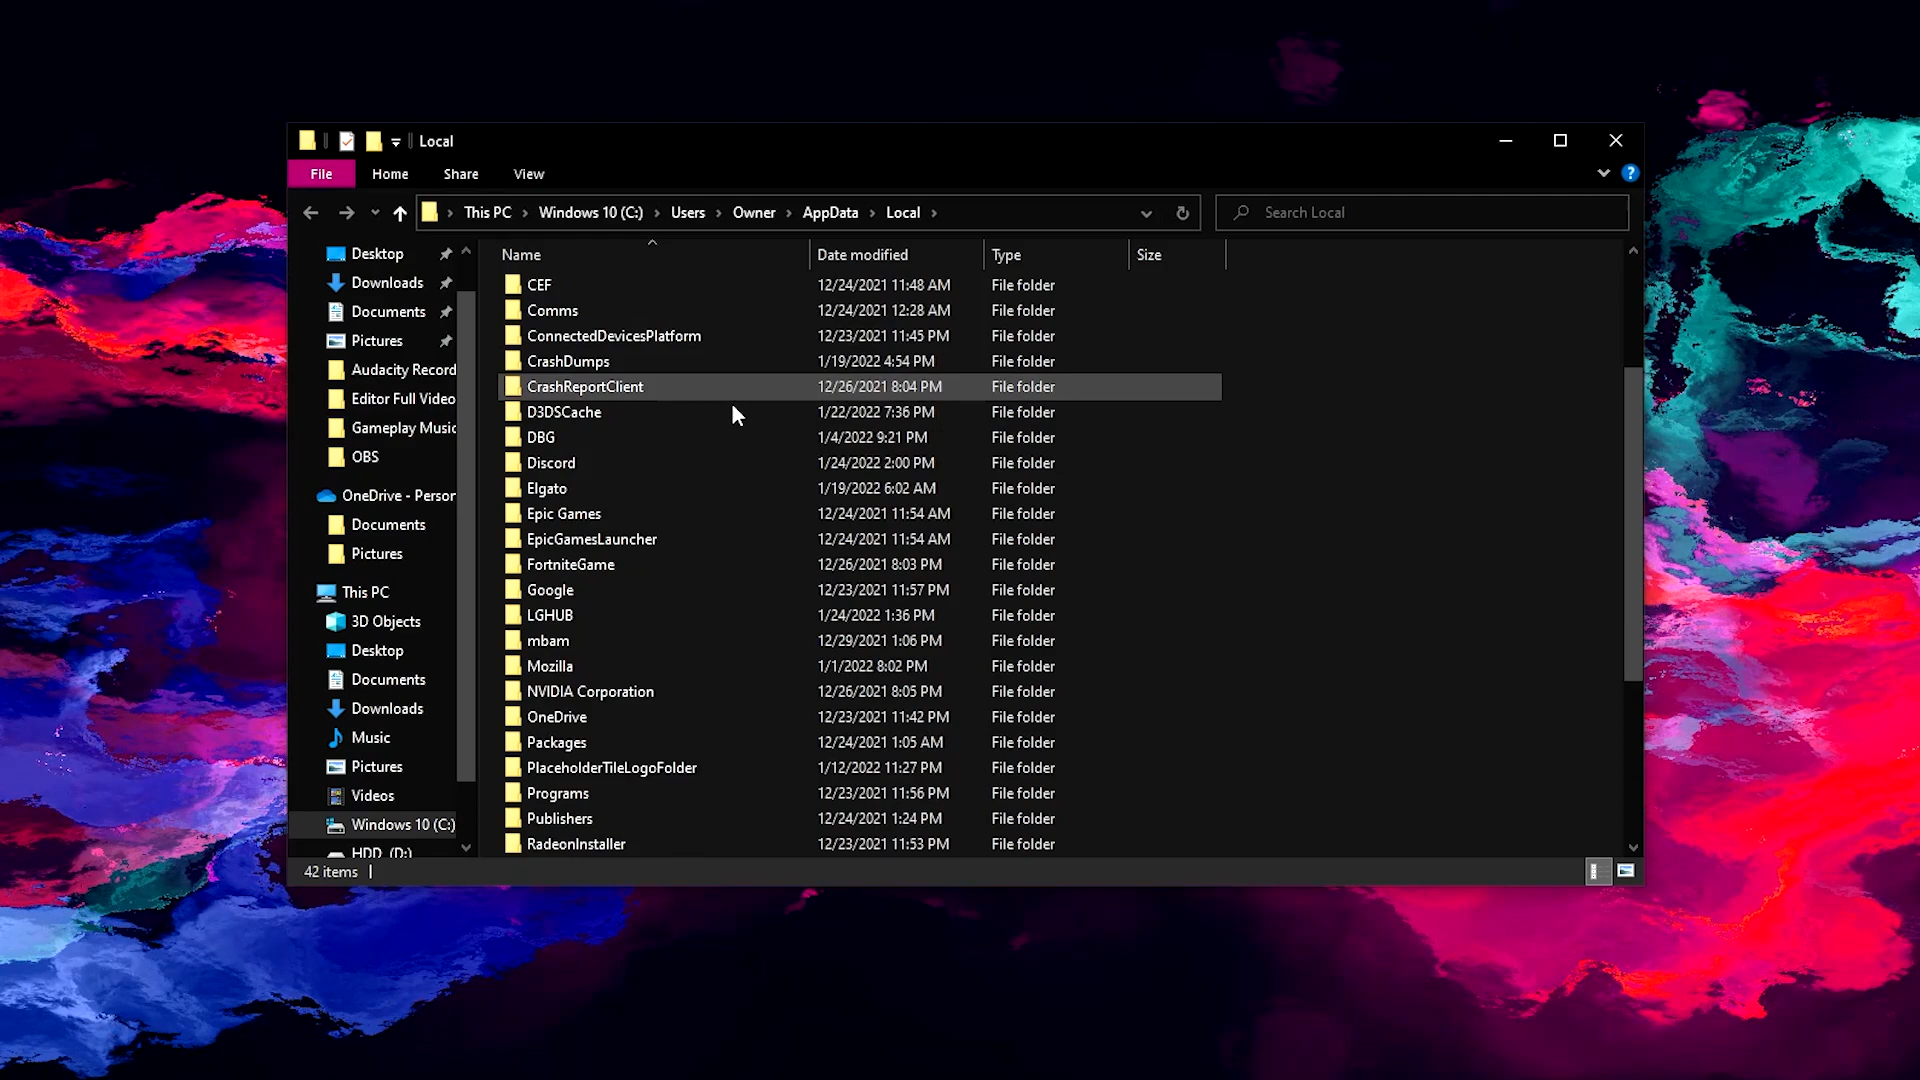 Local
File Home Share View
This PC Windows 10 (C:) Users Owner AppData Local
Search Local
Desktop
Downloads
Documents
Pictures
Audacity Record
Editor Full Video
Gameplay Music
OBS
OneDrive - Person
Documents
Pictures
This PC
3D Objects
Desktop
Documents
Downloads
Music
Pictures
Videos
Windows 10 (C:)
HDD (D:)
Name Date modified Type Size
CEF 12/24/2021 11:48 AM File folder
Comms 12/24/2021 12:28 AM File folder
ConnectedDevicesPlatform 12/23/2021 11:45 PM File folder
CrashDumps 1/19/2022 4:54 PM File folder
CrashReportClient 12/26/2021 8:04 PM File folder
D3DSCache 1/22/2022 7:36 PM File folder
DBG 1/4/2022 9:21 PM File folder
Discord 1/24/2022 2:00 PM File folder
Elgato 1/19/2022 6:02 AM File folder
Epic Games 12/24/2021 11:54 AM File folder
EpicGamesLauncher 12/24/2021 11:54 AM File folder
FortniteGame 12/26/2021 8:03 PM File folder
Google 12/23/2021 11:57 PM File folder
LGHUB 1/24/2022 1:36 PM File folder
mbam 12/29/2021 1:06 PM File folder
Mozilla 1/1/2022 8:02 PM File folder
NVIDIA Corporation 12/26/2021 8:05 PM File folder
OneDrive 12/23/2021 11:42 PM File folder
Packages 12/24/2021 1:05 AM File folder
PlaceholderTileLogoFolder 1/12/2022 11:27 PM File folder
Programs 12/23/2021 11:56 PM File folder
Publishers 12/24/2021 1:24 PM File folder
RadeonInstaller 12/23/2021 11:53 PM File folder
42 items